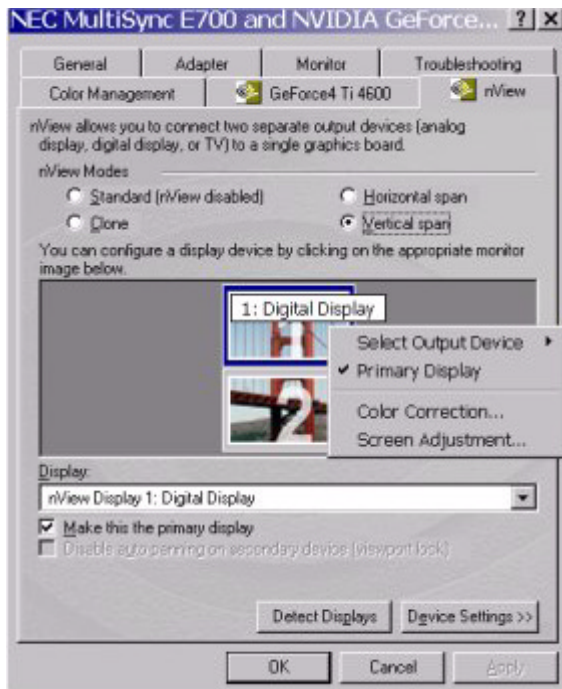 NEC MultiSync E700 and NVIDIA GeForce...
General Adapter Monitor Troubleshooting
Color Management GeForce4 Ti 4600 nView
nView allows you to connect two separate output devices (analog
display, digital display, or TV) to a single graphics board.
nView Modes
Standard (nView disabled) Horizontal span
Clone Vertical span
You can configure a display device by clicking on the appropriate monitor
image below.
1: Digital Display
1
Select Output Device
Primary Display
Color Correction...
Screen Adjustment...
2
Display:
nView Display 1: Digital Display
Make this the primary display
Disable auto panning on secondary device (viewport lock)
Detect Displays Device Settings >>
OK Cancel Apply